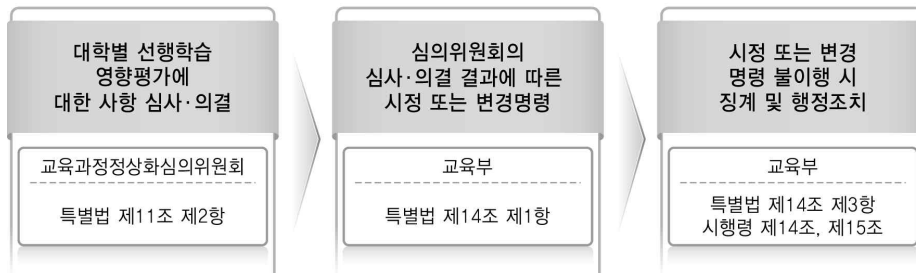 대학별 선행학습
영향평가에
대한 사항 심사·의결
교육과정정상화심의위원회
특별법 제11조 제2항
심의위원회의
심사·의결 결과에 따른
시정 또는 변경명령
교육부
특별법 제14조 제1항
시정 또는 변경
명령 불이행 시
징계 및 행정조치
교육부
특별법 제14조 제3항
시행령 제14조, 제15조